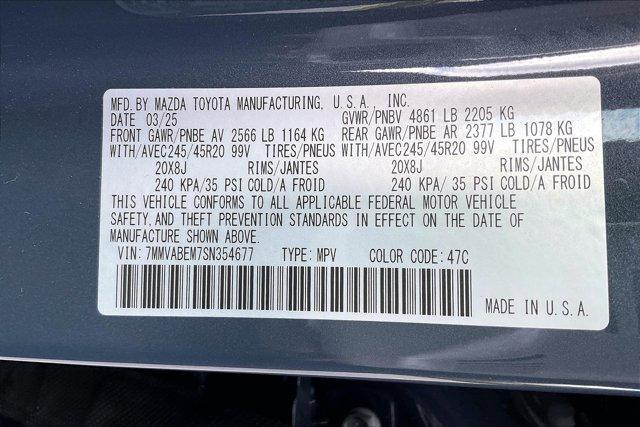 MFD. BY MAZDA TOYOTA MANUFACTURING, U.S.A., INC.
DATE 03/25 GVWR/PNBV 4861 LB 2205 KG
FRONT GAWR/PNBE AV 2566 LB 1164 KG REAR GAWR/PNBE AR 2377 LB 1078 KG
WITH/AVEC 245/45R20 99V TIRES/PNEUS WITH/AVEC 245/45R20 99V TIRES/PNEUS
20X8J RIMS/JANTES 20X8J RIMS/JANTES
240 KPA/35 PSI COLD/A FROID 240 KPA/ 35 PSI COLD/A FROID
THIS VEHICLE CONFORMS TO ALL APPLICABLE FEDERAL MOTOR VEHICLE
SAFETY, AND THEFT PREVENTION STANDARDS IN EFFECT ON THE DATE OF
MANUFACTURE SHOWN ABOVE.
VIN: 7MMVABEM7SN354677 TYPE: MPV COLOR CODE: 47C
MADE IN U.S.A.